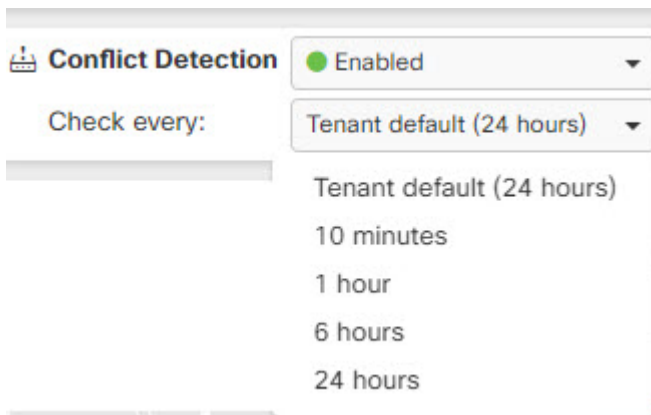 Conflict Detection Enabled
Check every: Tenant default (24 hours)
Tenant default (24 hours)
10 minutes
1 hour
6 hours
24 hours